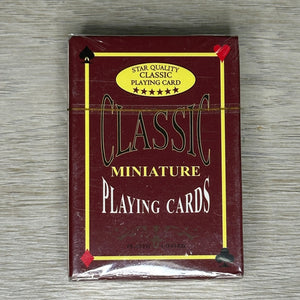 STAR QUALITY
CLASSIC
PLAYING CARD
★★★★★★
CLASSIC
MINIATURE
PLAYING CARDS